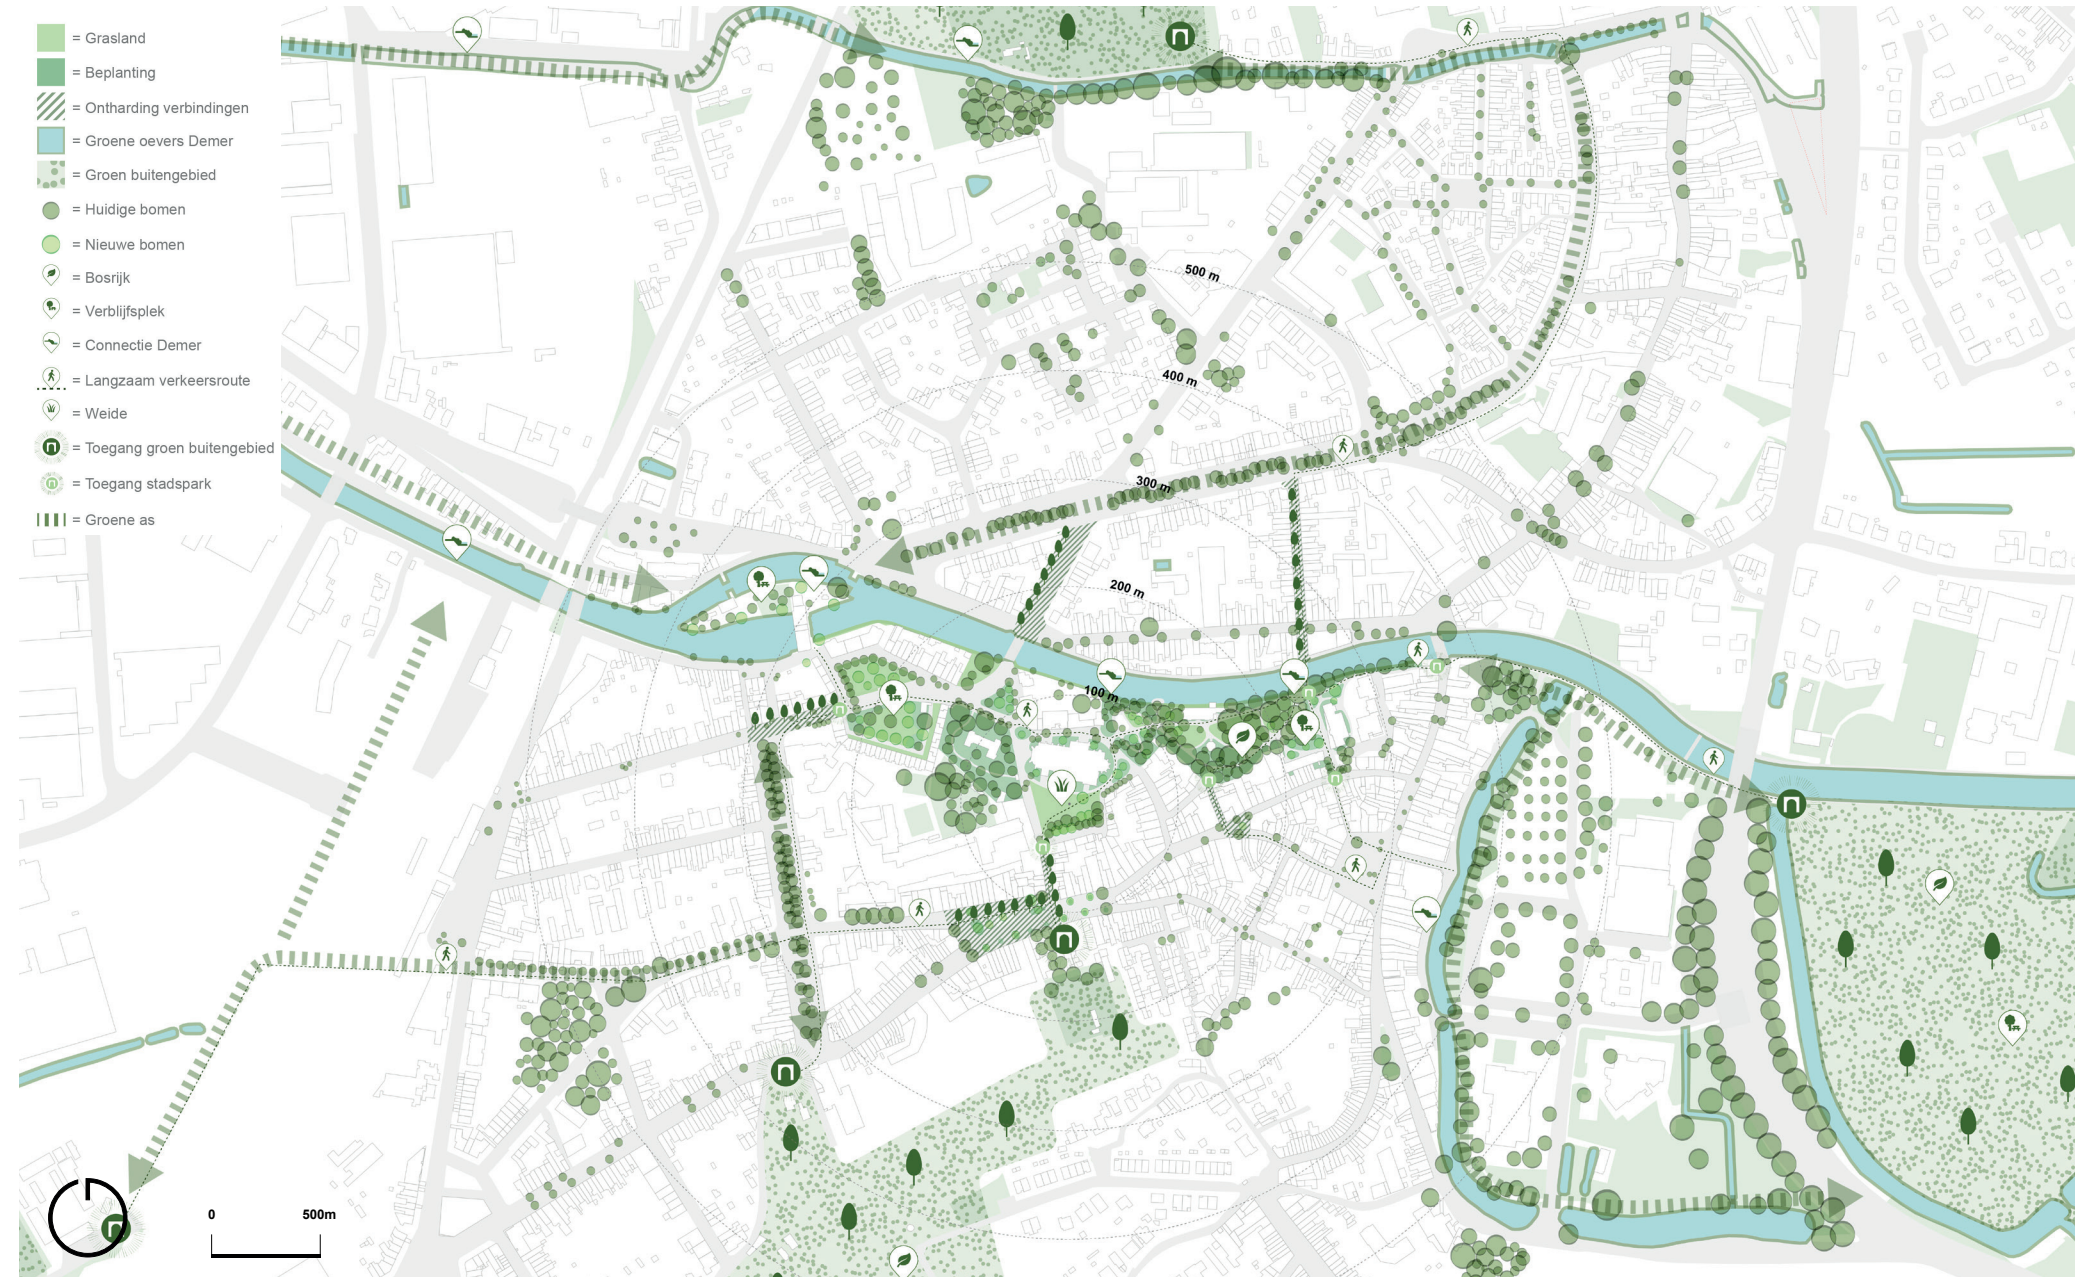 = Grasland
= Beplanting
= Ontharding verbindingen
= Groene oevers Demer
= Groen buitengebied
= Huidige bomen
= Nieuwe bomen
= Bosrijk
= Verblijfsplek
= Connectie Demer
= Langzaam verkeersroute
= Weide
= Toegang groen buitengebied
= Toegang stadspark
= Groene as
500 m
400 m
300 m
200 m
100 m
0 500m